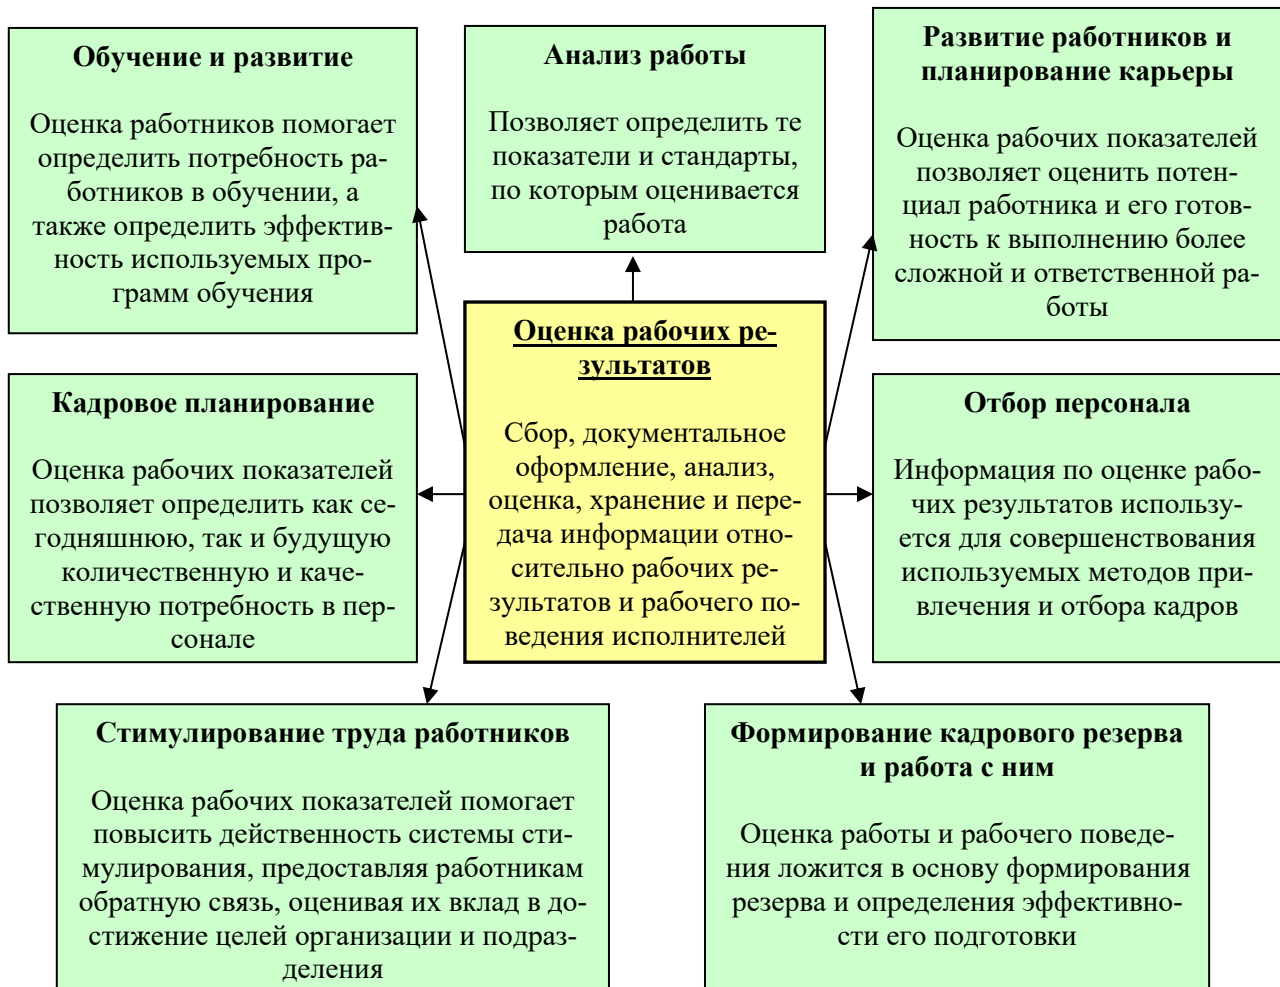 Обучение и развитие
Оценка работников помогает
определить потребность ра-
ботников в обучении, а
также определить эффектив-
ность используемых про-
грамм обучения
Анализ работы
Позволяет определить те
показатели и стандарты,
по которым оценивается
работа
Развитие работников и
планирование карьеры
Оценка рабочих показателей
позволяет оценить потен-
циал работника и его готов-
ность к выполнению более
сложной и ответственной ра-
боты
Кадровое планирование
Оценка рабочих показателей
позволяет определить как се-
годняшнюю, так и будущую
количественную и каче-
ственную потребность в пер-
сонале
Оценка рабочих ре-
зультатов
Сбор, документальное
оформление, анализ,
оценка, хранение и пере-
дача информации отно-
сительно рабочих ре-
зультатов и рабочего по-
ведения исполнителей
Отбор персонала
Информация по оценке рабо-
чих результатов использу-
ется для совершенствования
используемых методов при-
влечения и отбора кадров
Стимулирование труда работников
Оценка рабочих показателей помогает
повысить действенность системы сти-
мулирования, предоставляя работникам
обратную связь, оценивая их вклад в до-
стижение целей организации и подраз-
деления
Формирование кадрового резерва
и работа с ним
Оценка работы и рабочего поведе-
ния ложится в основу формирования
резерва и определения эффективно-
сти его подготовки